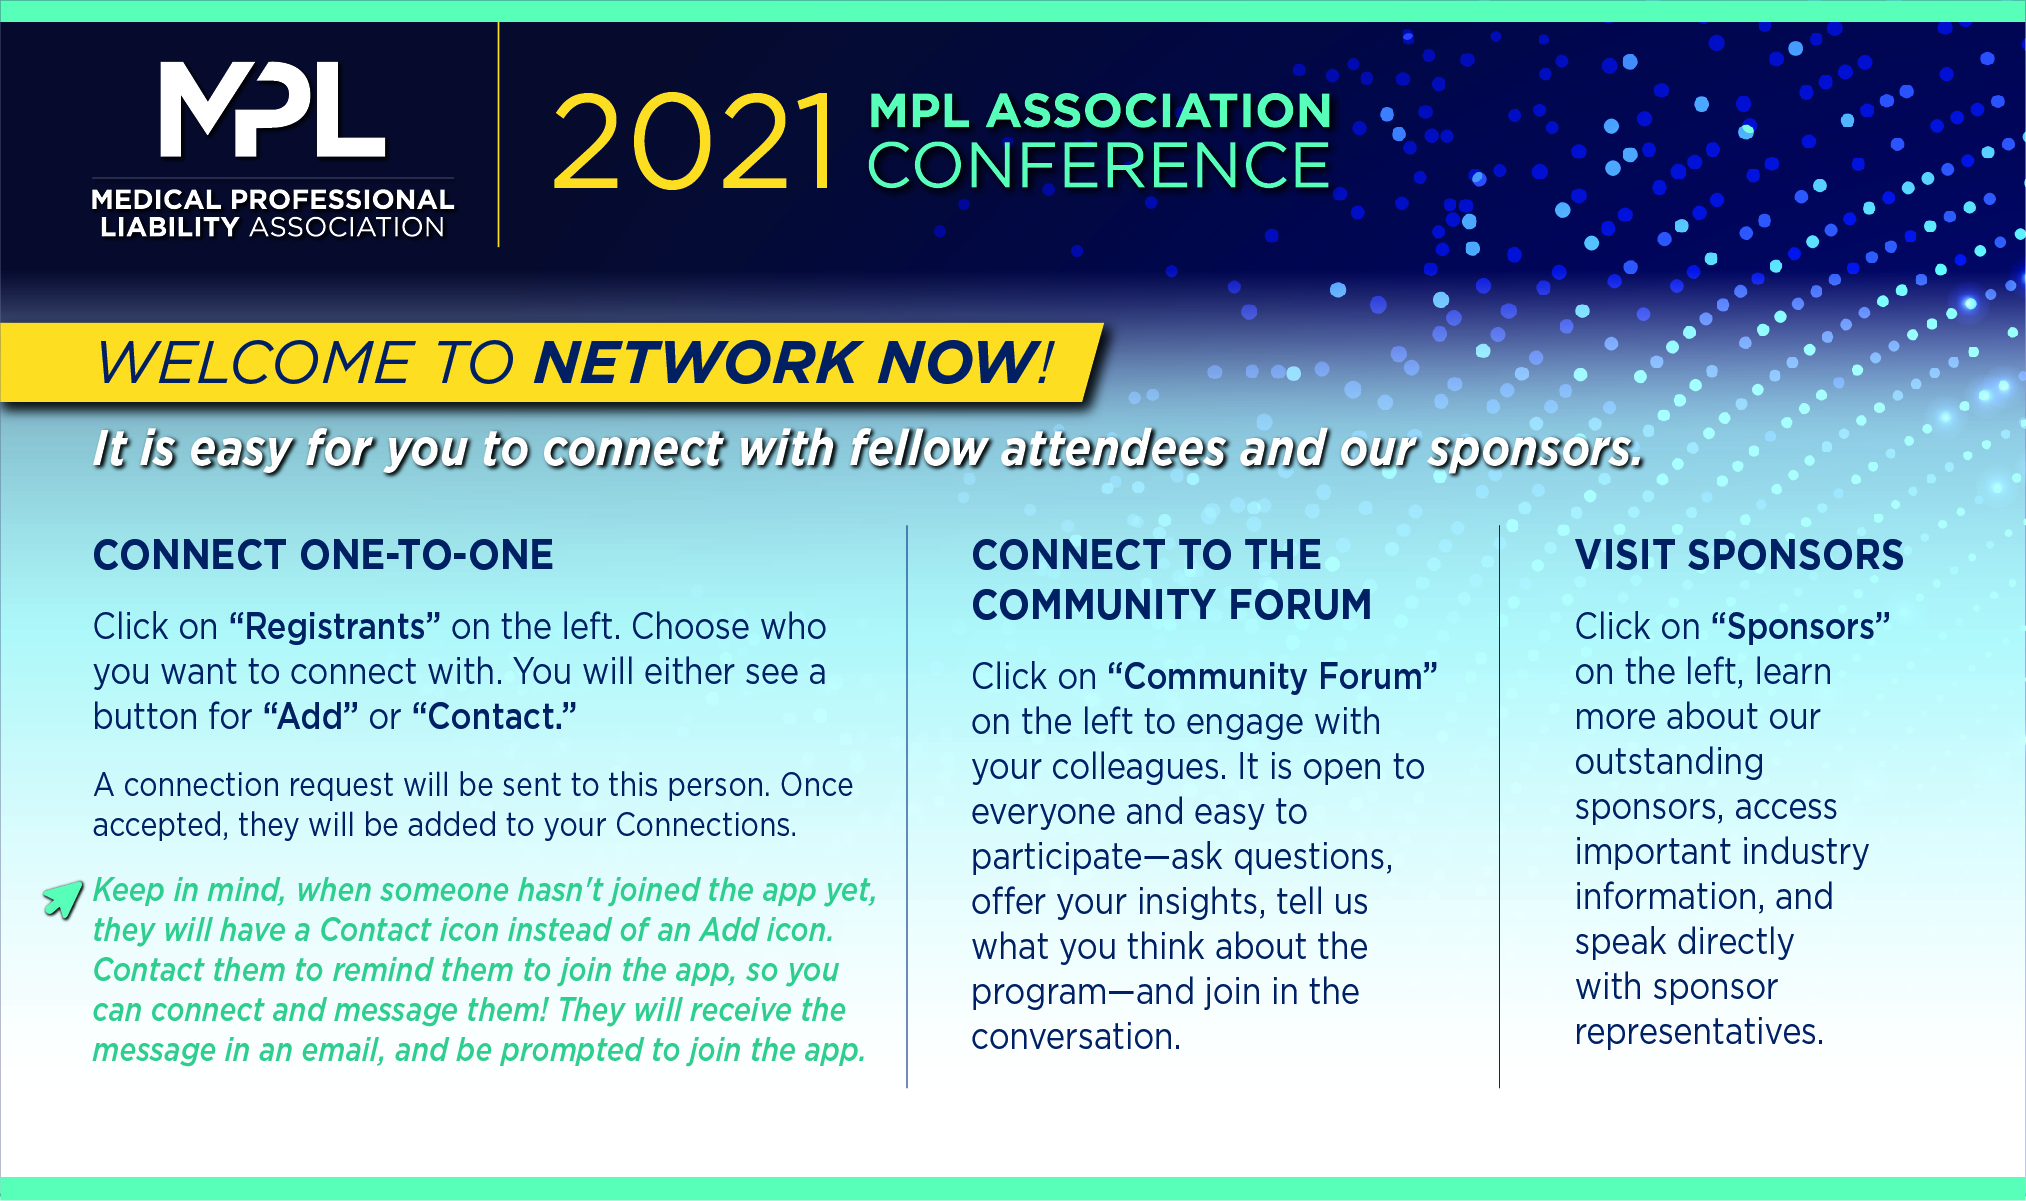 MPL
MEDICAL PROFESSIONAL
LIABILITY ASSOCIATION
2021
MPL ASSOCIATION
CONFERENCE
WELCOME TO NETWORK NOW!
It is easy for you to connect with fellow attendees and our sponsors.
CONNECT ONE-TO-ONE
Click on “Registrants” on the left. Choose who
you want to connect with. You will either see a
button for “Add” or “Contact.”
A connection request will be sent to this person. Once
accepted, they will be added to your Connections.
Keep in mind, when someone hasn't joined the app yet,
they will have a Contact icon instead of an Add icon.
Contact them to remind them to join the app, so you
can connect and message them! They will receive the
message in an email, and be prompted to join the app.
CONNECT TO THE
COMMUNITY FORUM
Click on “Community Forum”
on the left to engage with
your colleagues. It is open to
everyone and easy to
participate—ask questions,
offer your insights, tell us
what you think about the
program—and join in the
conversation.
VISIT SPONSORS
Click on “Sponsors”
on the left, learn
more about our
outstanding
sponsors, access
important industry
information, and
speak directly
with sponsor
representatives.